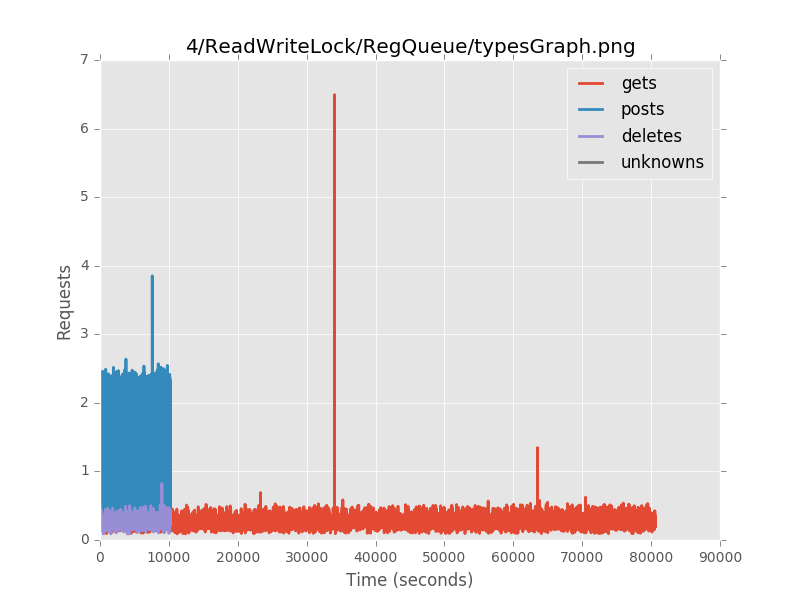 4/ReadWriteLock/RegQueue/typesGraph.png
gets
posts
deletes
unknowns
7
6
5
4
3
2
1
0
Requests
0 10000 20000 30000 40000 50000 60000 70000 80000 90000
Time (seconds)